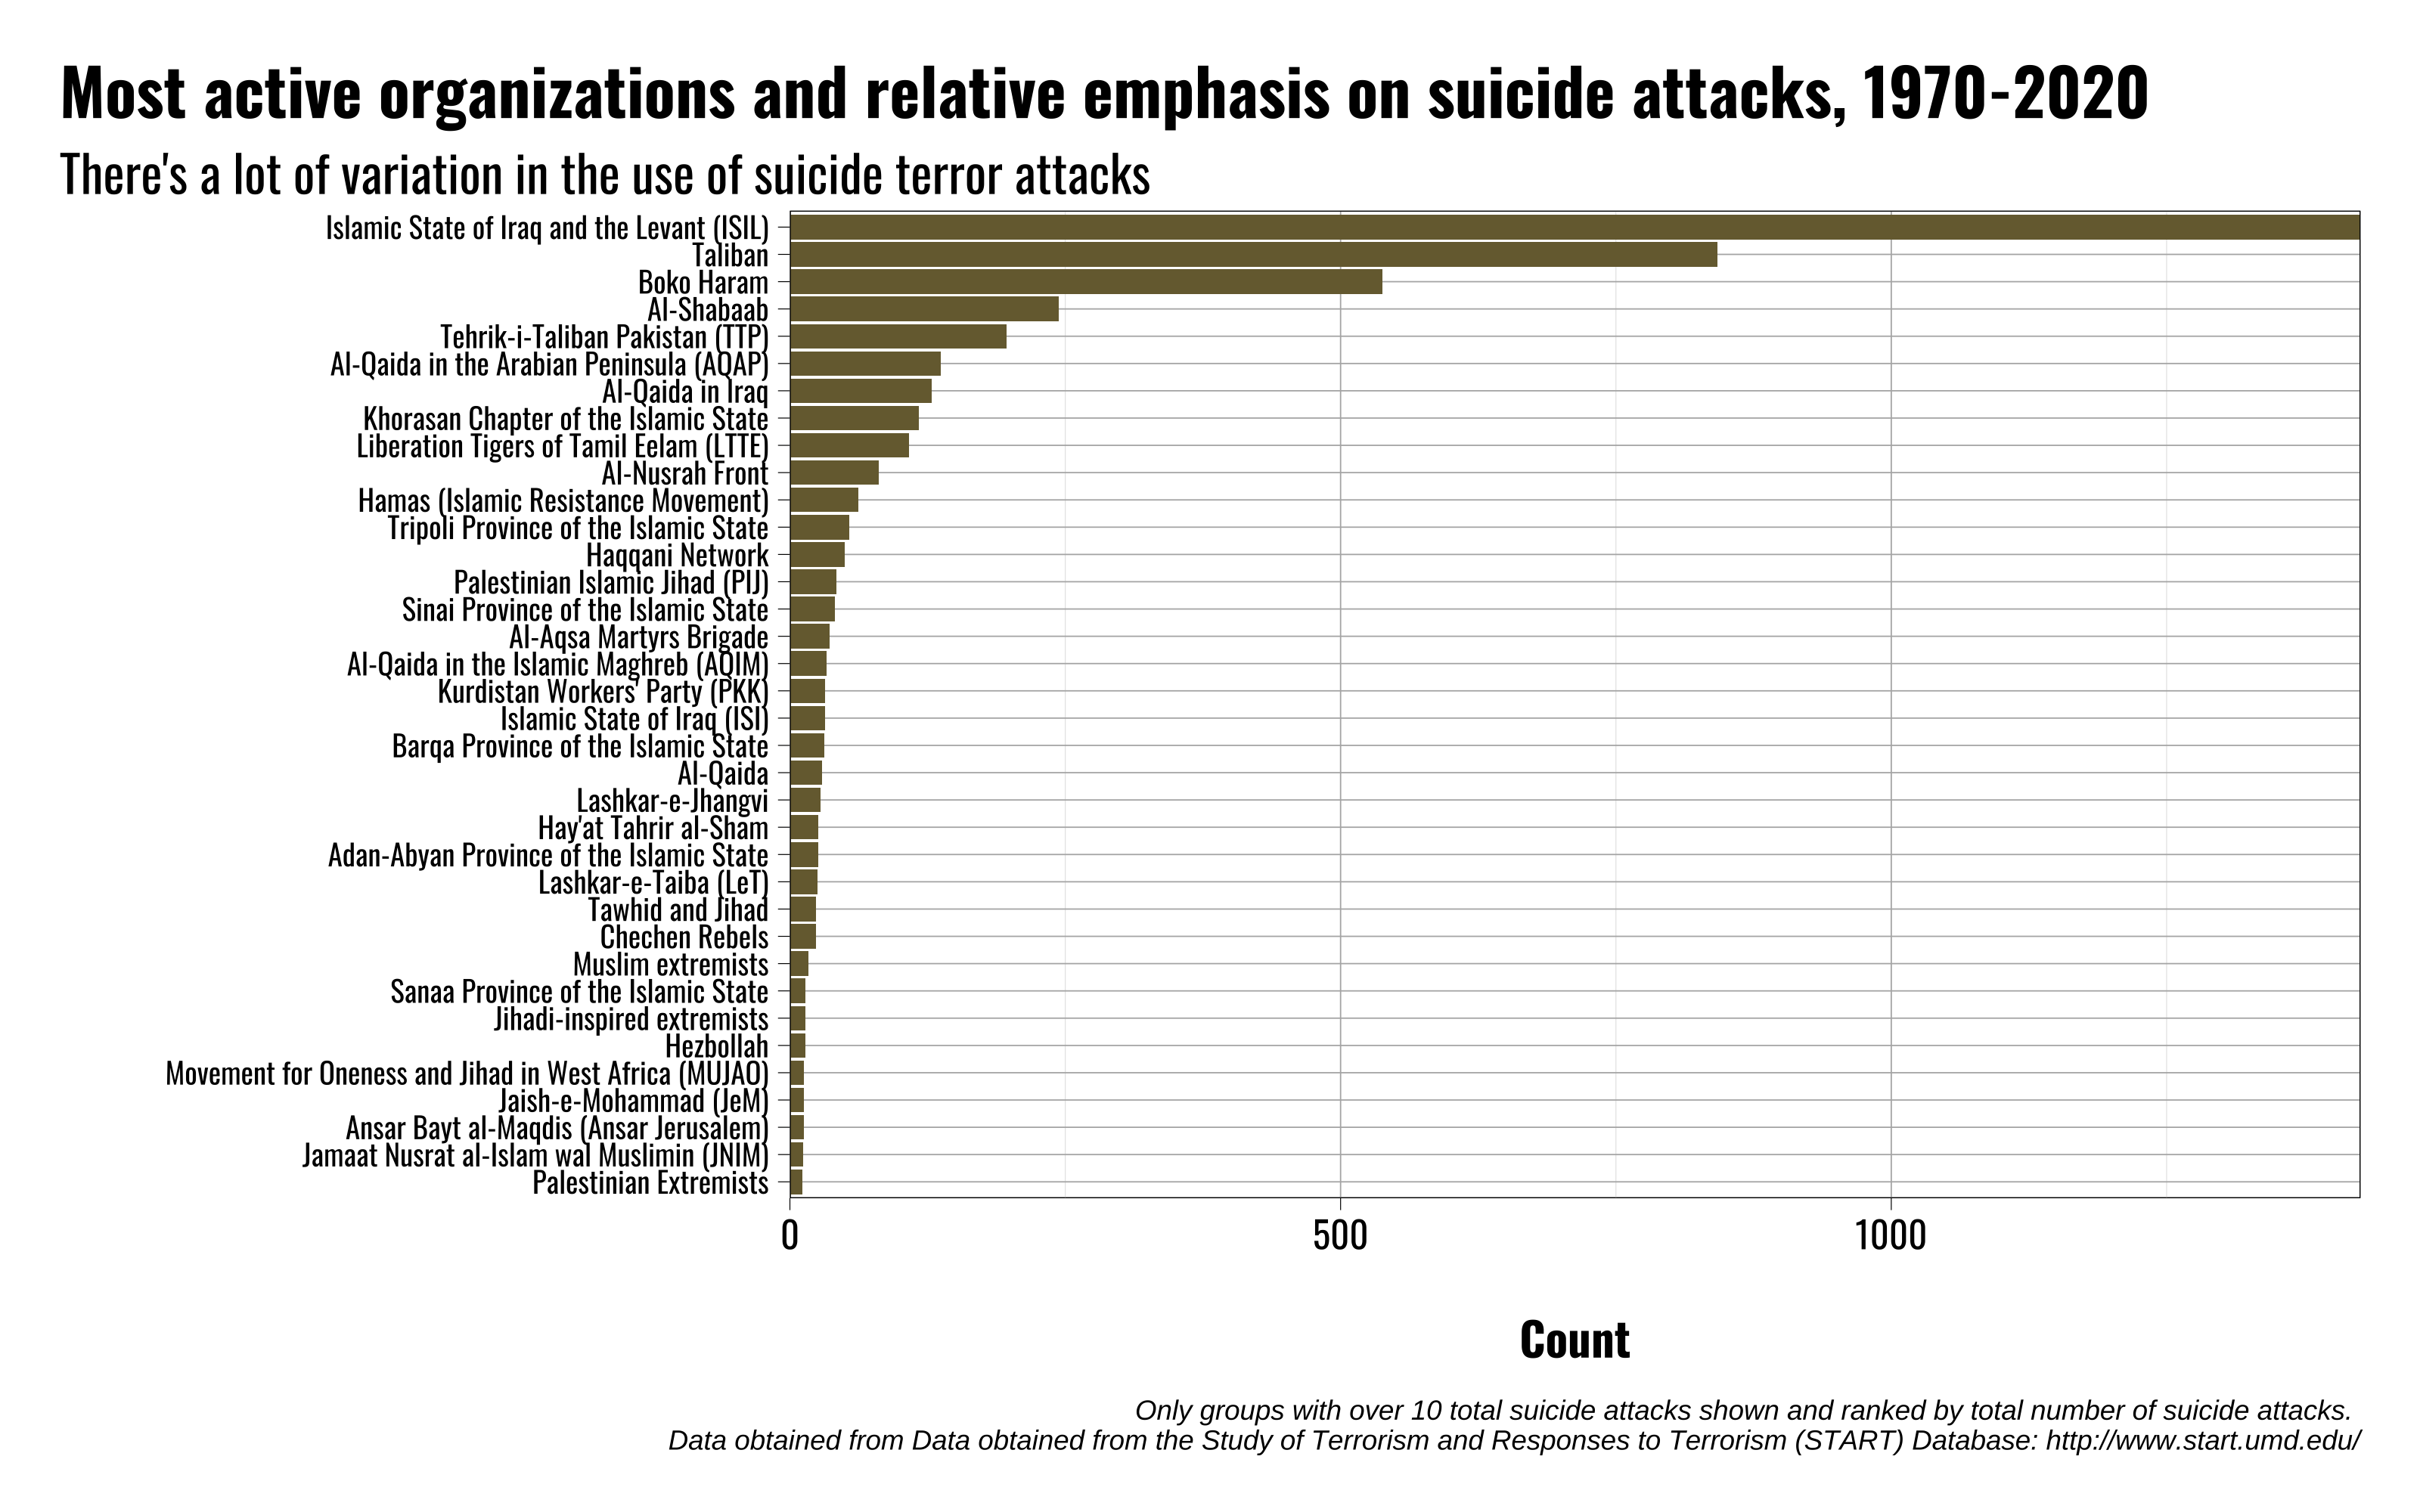 Most active organizations and relative emphasis on suicide attacks, 1970-2020
There's a lot of variation in the use of suicide terror attacks
Islamic State of Iraq and the Levant (ISIL)
Taliban
Boko Haram
Al-Shabaab
Tehrik-i-Taliban Pakistan (TTP)
Al-Qaida in the Arabian Peninsula (AQAP)
Al-Qaida in Iraq
Khorasan Chapter of the Islamic State
Liberation Tigers of Tamil Eelam (LTTE)
Al-Nusrah Front
Hamas (Islamic Resistance Movement)
Tripoli Province of the Islamic State
Haqqani Network
Palestinian Islamic Jihad (PIJ)
Sinai Province of the Islamic State
Al-Aqsa Martyrs Brigade
Al-Qaida in the Islamic Maghreb (AQIM)
Kurdistan Workers' Party (PKK)
Islamic State of Iraq (ISI)
Barqa Province of the Islamic State
Al-Qaida
Lashkar-e-Jhangvi
Hay'at Tahrir al-Sham
Adan-Abyan Province of the Islamic State
Lashkar-e-Taiba (LeT)
Tawhid and Jihad
Chechen Rebels
Muslim extremists
Sanaa Province of the Islamic State
Jihadi-inspired extremists
Hezbollah
Movement for Oneness and Jihad in West Africa (MUJAO)
Jaish-e-Mohammad (JeM)
Ansar Bayt al-Maqdis (Ansar Jerusalem)
Jamaat Nusrat al-Islam wal Muslimin (JNIM)
Palestinian Extremists
0 500 1000
Count
Only groups with over 10 total suicide attacks shown and ranked by total number of suicide attacks.
Data obtained from Data obtained from the Study of Terrorism and Responses to Terrorism (START) Database: http://www.start.umd.edu/